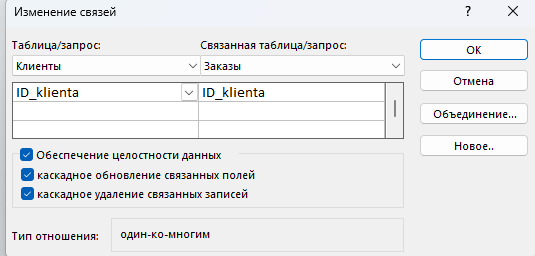 Изменение связей ? ×
Таблица/запрос: Связанная таблица/запрос:
Клиенты Заказы
ID_klienta ID_klienta
Обеспечение целостности данных
каскадное обновление связанных полей
каскадное удаление связанных записей
Тип отношения: один-ко-многим
ОК
Отмена
Объединение...
Новое..